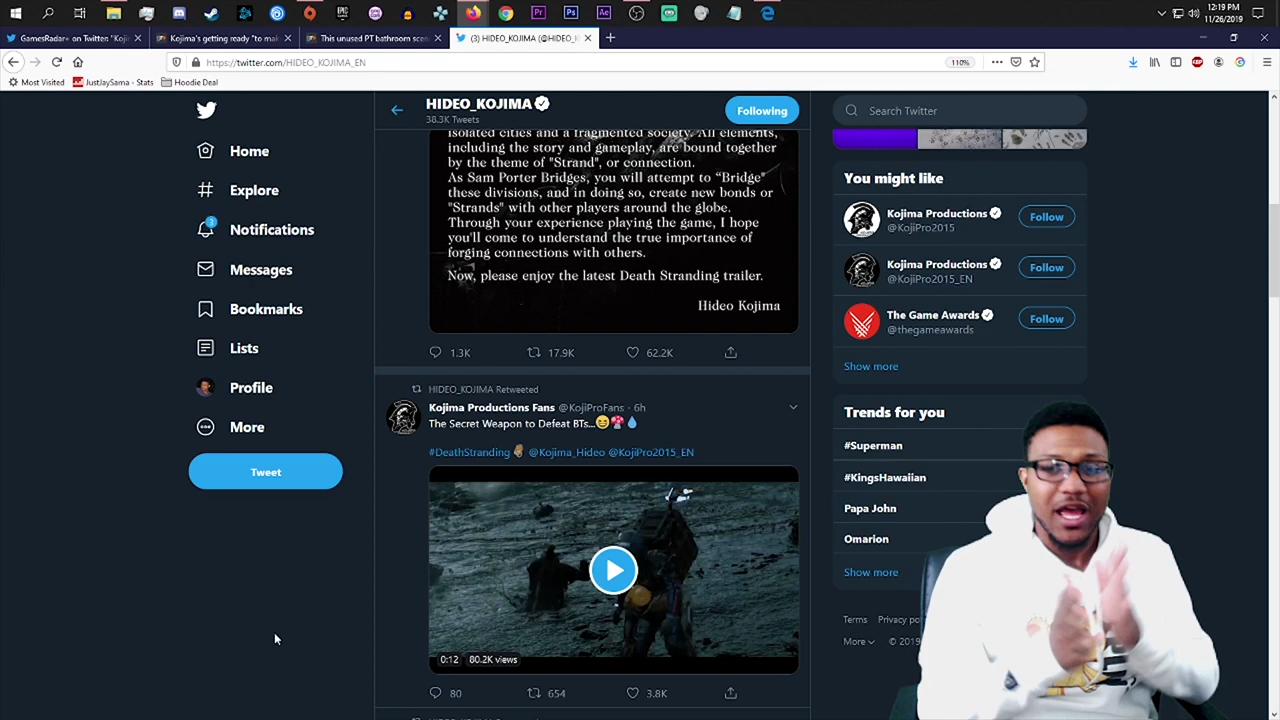 12:19 PM
11/26/2019
GamesRadar+ on Twitter: "Koji
Kojima's getting ready "to mak
This unused PT bathroom scen
(3) HIDEO_KOJIMA (@HIDEO_K
https://twitter.com/HIDEO_KOJIMA_EN
110%
Most Visited
JustJaySama - Stats
Hoodie Deal
HIDEO_KOJIMA
38.3K Tweets
Following
Search Twitter
Home
Explore
3
Notifications
Messages
Bookmarks
Lists
Profile
More
Tweet
isolated cities and a fragmented society. All elements,
including the story and gameplay, are bound together
by the theme of "Strand", or connection.
As Sam Porter Bridges, you will attempt to “Bridge”
these divisions, and in doing so, create new bonds or
"Strands" with other players around the globe.
Through your experience playing the game, I hope
you'll come to understand the true importance of
forging connections with others.
Now, please enjoy the latest Death Stranding trailer.
Hideo Kojima
1.3K
17.9K
62.2K
HIDEO_KOJIMA Retweeted
Kojima Productions Fans @KojiProFans · 6h
The Secret Weapon to Defeat BTs...😄🍄💧
#DeathStranding @Kojima_Hideo @KojiPro2015_EN
0:12 80.2K views
80
654
3.8K
You might like
Kojima Productions
@KojiPro2015
Follow
Kojima Productions
@KojiPro2015_EN
Follow
The Game Awards
@thegameawards
Follow
Show more
Trends for you
#Superman
#KingsHawaiian
Papa John
Omarion
Show more
Terms Privacy po
More © 2019